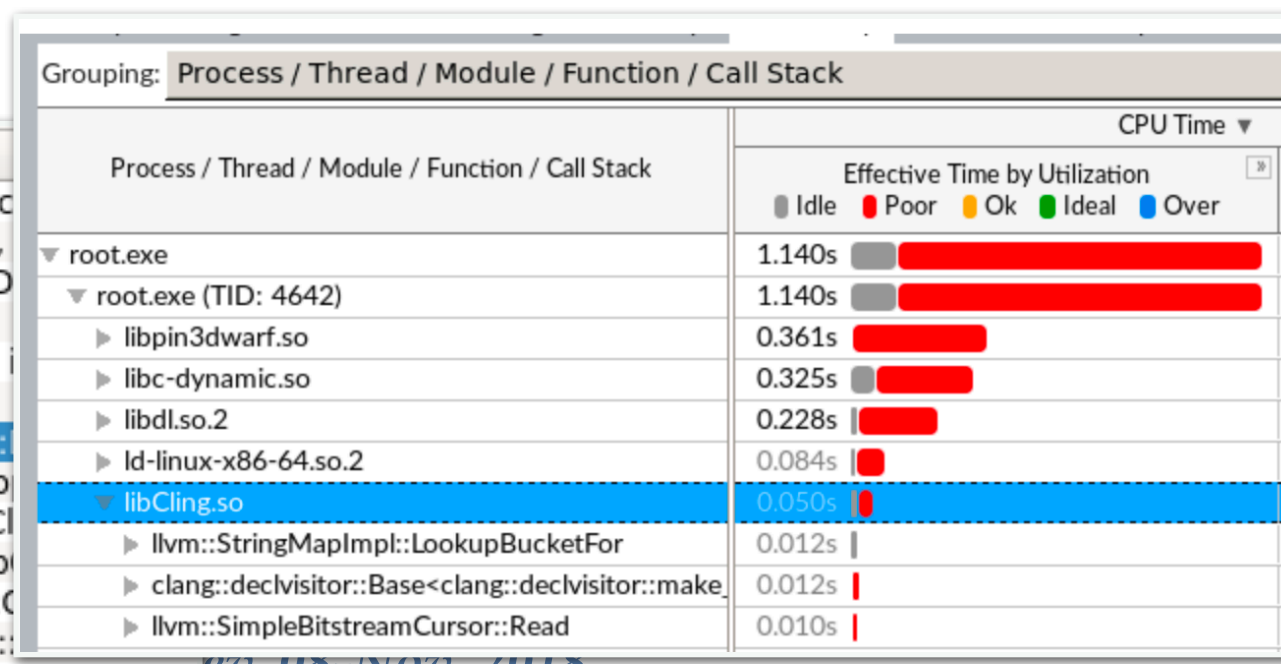 Grouping: Process / Thread / Module / Function / Call Stack
Process / Thread / Module / Function / Call Stack
CPU Time ▼
Effective Time by Utilization
Idle Poor Ok Ideal Over
root.exe 1.140s
root.exe (TID: 4642) 1.140s
libpin3dwarf.so 0.361s
libc-dynamic.so 0.325s
libdl.so.2 0.228s
ld-linux-x86-64.so.2 0.084s
libCling.so 0.050s
llvm::StringMapImpl::LookupBucketFor 0.012s
clang::declvisitor::Base<clang::declvisitor::make_ 0.012s
llvm::SimpleBitstreamCursor::Read 0.010s